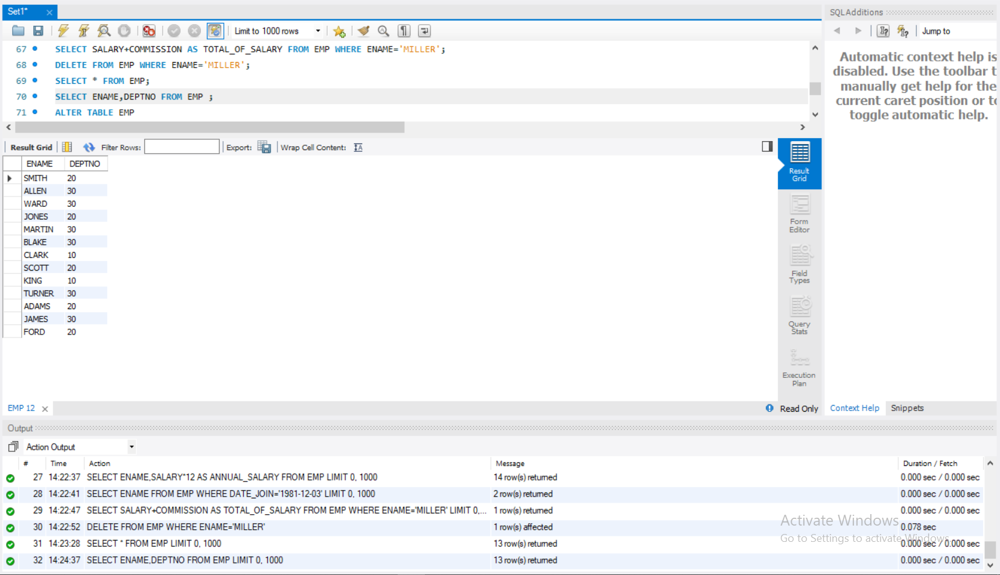 Set1*
SQLAdditions
Limit to 1000 rows
Jump to
67 SELECT SALARY+COMMISSION AS TOTAL_OF_SALARY FROM EMP WHERE ENAME='MILLER';
68 DELETE FROM EMP WHERE ENAME='MILLER';
69 SELECT * FROM EMP;
70 SELECT ENAME,DEPTNO FROM EMP ;
71 ALTER TABLE EMP
Automatic context help is
disabled. Use the toolbar t
manually get help for the
current caret position or to
toggle automatic help.
Result Grid Filter Rows: Export: Wrap Cell Content:
ENAME DEPTNO
SMITH 20
ALLEN 30
WARD 30
JONES 20
MARTIN 30
BLAKE 30
CLARK 10
SCOTT 20
KING 10
TURNER 30
ADAMS 20
JAMES 30
FORD 20
Result
Grid
Form
Editor
Field
Types
Query
Stats
Execution
Plan
EMP 12
Read Only
Context Help Snippets
Output
Action Output
# Time Action Message Duration / Fetch
27 14:22:37 SELECT ENAME,SALARY*12 AS ANNUAL_SALARY FROM EMP LIMIT 0, 1000 14 row(s) returned 0.000 sec / 0.000 sec
28 14:22:41 SELECT ENAME FROM EMP WHERE DATE_JOIN='1981-12-03' LIMIT 0, 1000 2 row(s) returned 0.000 sec / 0.000 sec
29 14:22:47 SELECT SALARY+COMMISSION AS TOTAL_OF_SALARY FROM EMP WHERE ENAME='MILLER' LIMIT 0,... 1 row(s) returned 0.000 sec / 0.000 sec
30 14:22:52 DELETE FROM EMP WHERE ENAME='MILLER' 1 row(s) affected 0.078 sec
31 14:23:28 SELECT * FROM EMP LIMIT 0, 1000 13 row(s) returned 0.000 sec / 0.000 sec
32 14:24:37 SELECT ENAME,DEPTNO FROM EMP LIMIT 0, 1000 13 row(s) returned 0.000 sec / 0.000 sec
Activate Windows
Go to Settings to activate Windows.